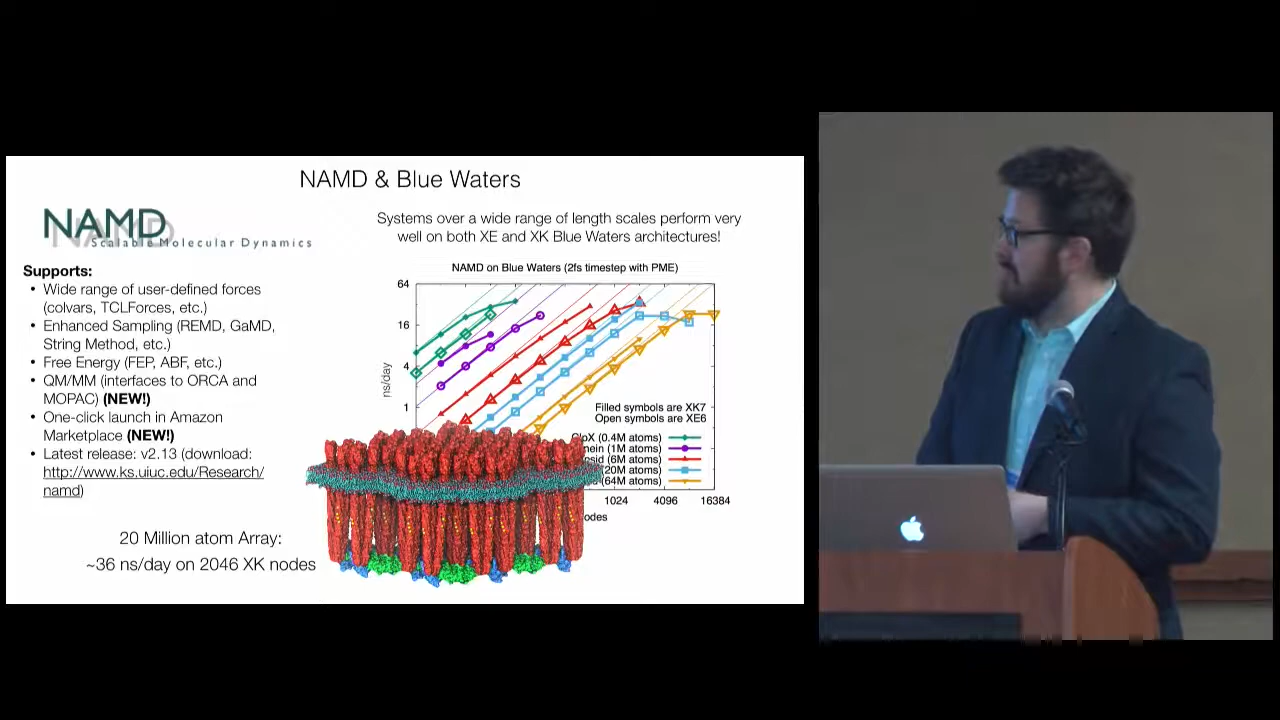 NAMD & Blue Waters
NAMD
Scalable Molecular Dynamics
Supports:
• Wide range of user-defined forces
(colvars, TCLForces, etc.)
• Enhanced Sampling (REMD, GaMD,
String Method, etc.)
• Free Energy (FEP, ABF, etc.)
• QM/MM (interfaces to ORCA and
MOPAC) (NEW!)
• One-click launch in Amazon
Marketplace (NEW!)
• Latest release: v2.13 (download:
http://www.ks.uiuc.edu/Research/
namd)
20 Million atom Array:
~36 ns/day on 2046 XK nodes
Systems over a wide range of length scales perform very
well on both XE and XK Blue Waters architectures!
NAMD on Blue Waters (2fs timestep with PME)
64
16
4
1
ns/day
Filled symbols are XK7
Open symbols are XE6
(0.4M atoms)
(1M atoms)
(6M atoms)
(20M atoms)
(64M atoms)
1024 4096 16384
odes